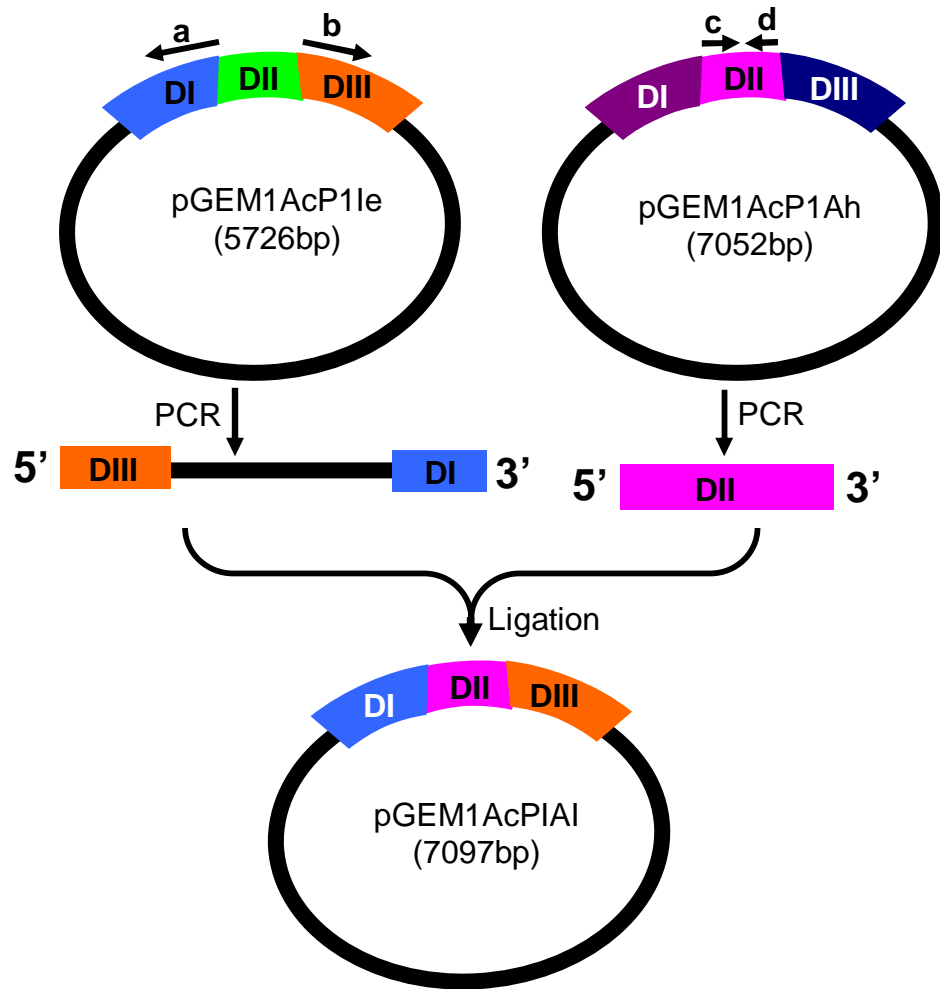 a b c d
DI DII DIII DI DII DIII
pGEM1AcP1Ie pGEM1AcP1Ah
(5726bp) (7052bp)
PCR PCR
5’ DIII DI 3’ 5’ DII 3’
Ligation
DI DII DIII
pGEM1AcPIAI
(7097bp)